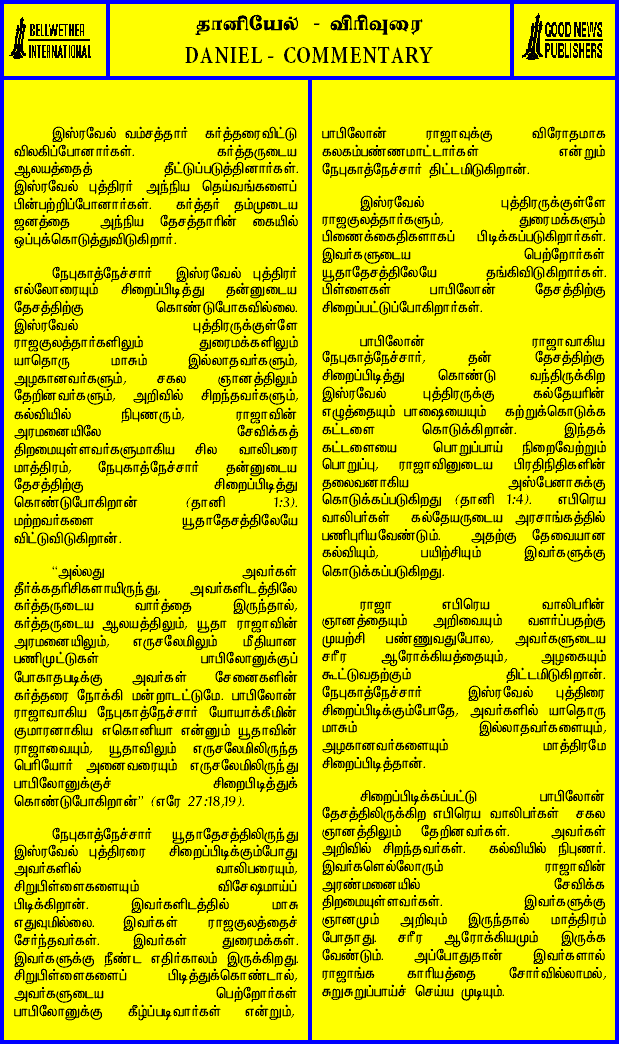 BELLWETHER
INTERNATIONAL
தானியேல் - விரிவுரை
DANIEL - COMMENTARY
GOOD NEWS
PUBLISHERS
இஸ்ரவேல் வம்சத்தார் கர்த்தரைவிட்டு
விலகிப்போனார்கள். கர்த்தருடைய
ஆலயத்தைத் தீட்டுப்படுத்தினார்கள்.
இஸ்ரவேல் புத்திரர் அந்நிய தெய்வங்களைப்
பின்பற்றிப்போனார்கள். கர்த்தர் தம்முடைய
ஜனத்தை அந்நிய தேசத்தாரின் கையில்
ஒப்புக்கொடுத்துவிடுகிறார்.
நேபுகாத்நேச்சார் இஸ்ரவேல் புத்திரர்
எல்லோரையும் சிறைப்பிடித்து தன்னுடைய
தேசத்திற்கு கொண்டுபோகவில்லை.
இஸ்ரவேல் புத்திரருக்குள்ளே
ராஜகுலத்தார்களிலும் துரைமக்களிலும்
யாதொரு மாசும் இல்லாதவர்களும்,
அழகானவர்களும், சகல ஞானத்திலும்
தேறினவர்களும், அறிவில் சிறந்தவர்களும்,
கல்வியில் நிபுணரும், ராஜாவின்
அரமனையிலே சேவிக்கத்
திறமையுள்ளவர்களுமாகிய சில வாலிபரை
மாத்திரம், நேபுகாத்நேச்சார் தன்னுடைய
தேசத்திற்கு சிறைப்பிடித்து
கொண்டுபோகிறான் (தானி 1:3).
மற்றவர்களை யூதாதேசத்திலேயே
விட்டுவிடுகிறான்.
“அல்லது அவர்கள்
தீர்க்கதரிசிகளாயிருந்து, அவர்களிடத்திலே
கர்த்தருடைய வார்த்தை இருந்தால்,
கர்த்தருடைய ஆலயத்திலும், யூதா ராஜாவின்
அரமனையிலும், எருசலேமிலும் மீதியான
பணிமுட்டுகள் பாபிலோனுக்குப்
போகாதபடிக்கு அவர்கள் சேனைகளின்
கர்த்தரை நோக்கி மன்றாடட்டுமே. பாபிலோன்
ராஜாவாகிய நேபுகாத்நேச்சார் யோயாக்கீமின்
குமாரனாகிய எகொனியா என்னும் யூதாவின்
ராஜாவையும், யூதாவிலும் எருசலேமிலுமிருந்த
பெரியோர் அனைவரையும் எருசலேமிலிருந்து
பாபிலோனுக்குச் சிறைபிடித்துக்
கொண்டுபோகிறான்” (எரே 27:18,19).
நேபுகாத்நேச்சார் யூதாதேசத்திலிருந்து
இஸ்ரவேல் புத்திரரை சிறைப்பிடிக்கும்போது
அவர்களில் வாலிபரையும்,
சிறுபிள்ளைகளையும் விசேஷமாய்ப்
பிடிக்கிறான். இவர்களிடத்தில் மாசு
எதுவுமில்லை. இவர்கள் ராஜகுலத்தைச்
சேர்ந்தவர்கள். இவர்கள் துரைமக்கள்.
இவர்களுக்கு நீண்ட எதிர்காலம் இருக்கிறது.
சிறுபிள்ளைகளைப் பிடித்துக்கொண்டால்,
அவர்களுடைய பெற்றோர்கள்
பாபிலோனுக்கு கீழ்ப்படிவார்கள் என்றும்,
பாபிலோன் ராஜாவுக்கு விரோதமாக
கலகம்பண்ணமாட்டார்கள் என்றும்
நேபுகாத்நேச்சார் திட்டமிடுகிறான்.
இஸ்ரவேல் புத்திரருக்குள்ளே
ராஜகுலத்தார்களும், துரைமக்களும்
பிணைக்கைதிகளாகப் பிடிக்கப்படுகிறார்கள்.
இவர்களுடைய பெற்றோர்கள்
யூதாதேசத்திலேயே தங்கிவிடுகிறார்கள்.
பிள்ளைகள் பாபிலோன் தேசத்திற்கு
சிறைப்பட்டுப்போகிறார்கள்.
பாபிலோன் ராஜாவாகிய
நேபுகாத்நேச்சார், தன் தேசத்திற்கு
சிறைப்பிடித்து கொண்டு வந்திருக்கிற
இஸ்ரவேல் புத்திரருக்கு கல்தேயரின்
எழுத்தையும் பாஷையையும் கற்றுக்கொடுக்க
கட்டளை கொடுக்கிறான். இந்தக்
கட்டளையை பொறுப்பாய் நிறைவேற்றும்
பொறுப்பு, ராஜாவினுடைய பிரதிநிதிகளின்
தலைவனாகிய அஸ்பேனாசுக்கு
கொடுக்கப்படுகிறது (தானி 1:4). எபிரெய
வாலிபர்கள் கல்தேயருடைய அரசாங்கத்தில்
பணிபுரியவேண்டும். அதற்கு தேவையான
கல்வியும், பயிற்சியும் இவர்களுக்கு
கொடுக்கப்படுகிறது.
ராஜா எபிரெய வாலிபரின்
ஞானத்தையும் அறிவையும் வளர்ப்பதற்கு
முயற்சி பண்ணுவதுபோல, அவர்களுடைய
சரீர ஆரோக்கியத்தையும், அழகையும்
கூட்டுவதற்கும் திட்டமிடுகிறான்.
நேபுகாத்நேச்சார் இஸ்ரவேல் புத்திரை
சிறைப்பிடிக்கும்போதே, அவர்களில் யாதொரு
மாசும் இல்லாதவர்களையும்,
அழகானவர்களையும் மாத்திரமே
சிறைப்பிடித்தான்.
சிறைப்பிடிக்கப்பட்டு பாபிலோன்
தேசத்திலிருக்கிற எபிரெய வாலிபர்கள் சகல
ஞானத்திலும் தேறினவர்கள். அவர்கள்
அறிவில் சிறந்தவர்கள். கல்வியில் நிபுணர்.
இவர்களெல்லோரும் ராஜாவின்
அரண்மனையில் சேவிக்க
திறமையுள்ளவர்கள். இவர்களுக்கு
ஞானமும் அறிவும் இருந்தால் மாத்திரம்
போதாது. சரீர ஆரோக்கியமும் இருக்க
வேண்டும். அப்போதுதான் இவர்களால்
ராஜாங்க காரியத்தை சோர்வில்லாமல்,
சுறுசுறுப்பாய்ச் செய்ய முடியும்.